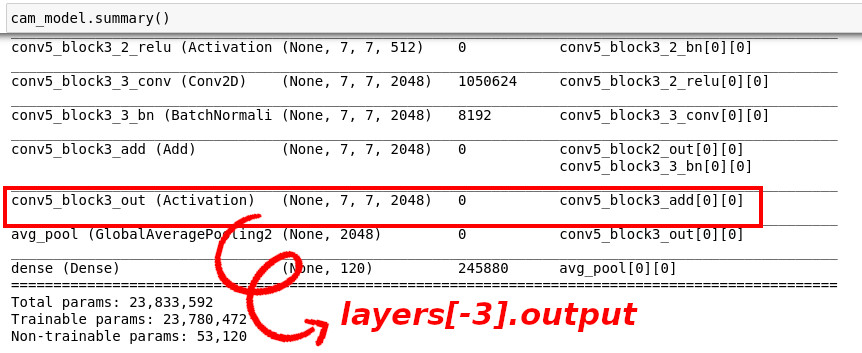 cam_model.summary()
conv5_block3_2_relu (Activation (None, 7, 7, 512) 0 conv5_block3_2_bn[0][0]
conv5_block3_3_conv (Conv2D) (None, 7, 7, 2048) 1050624 conv5_block3_2_relu[0][0]
conv5_block3_3_bn (BatchNormali (None, 7, 7, 2048) 8192 conv5_block3_3_conv[0][0]
conv5_block3_add (Add) (None, 7, 7, 2048) 0 conv5_block2_out[0][0]
conv5_block3_3_bn[0][0]
conv5_block3_out (Activation) (None, 7, 7, 2048) 0 conv5_block3_add[0][0]
avg_pool (GlobalAveragePooling2 (None, 2048) 0 conv5_block3_out[0][0]
dense (Dense) (None, 120) 245880 avg_pool[0][0]
Total params: 23,833,592
Trainable params: 23,780,472
Non-trainable params: 53,120
layers[-3].output